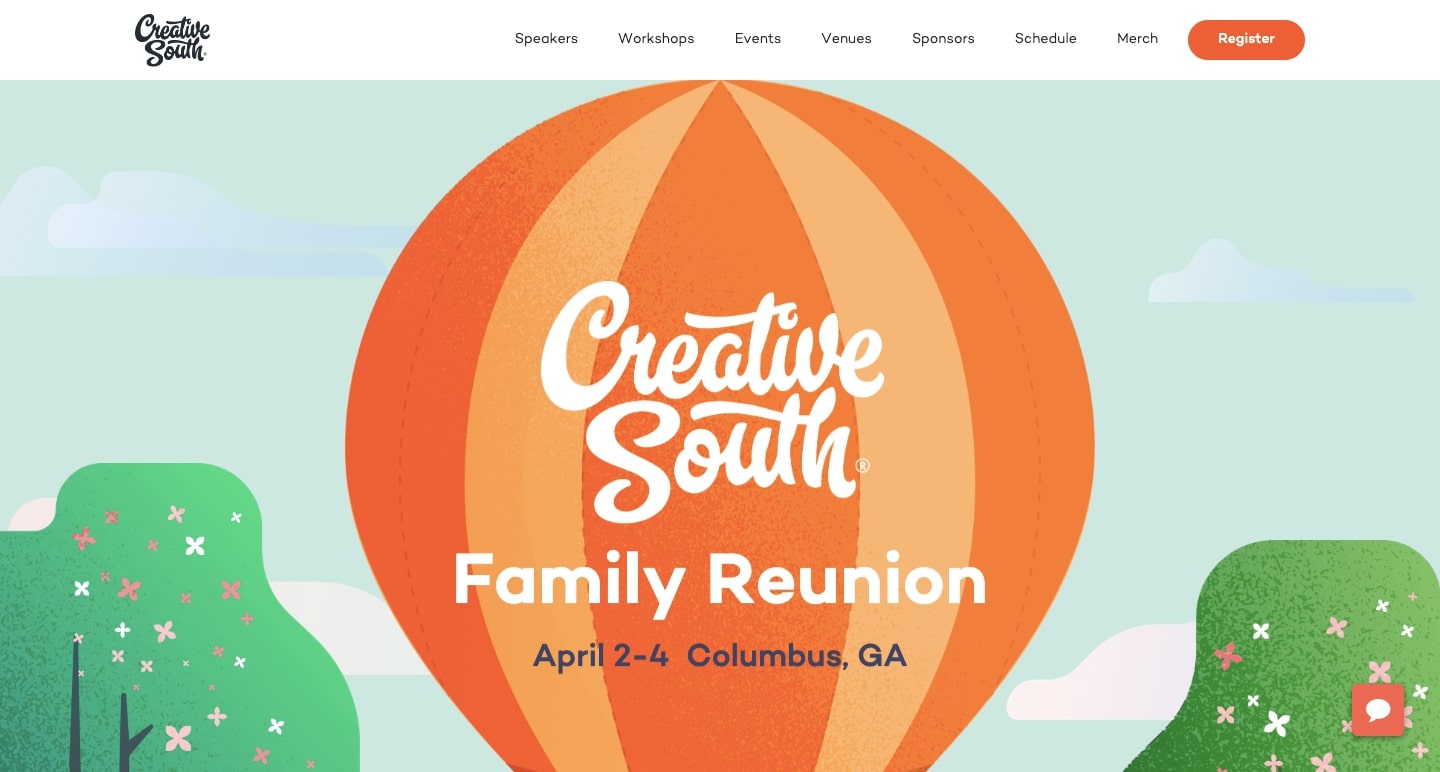 Creative
South®
Speakers Workshops Events Venues Sponsors Schedule Merch Register
Creative
South®
Family Reunion
April 2-4 Columbus, GA